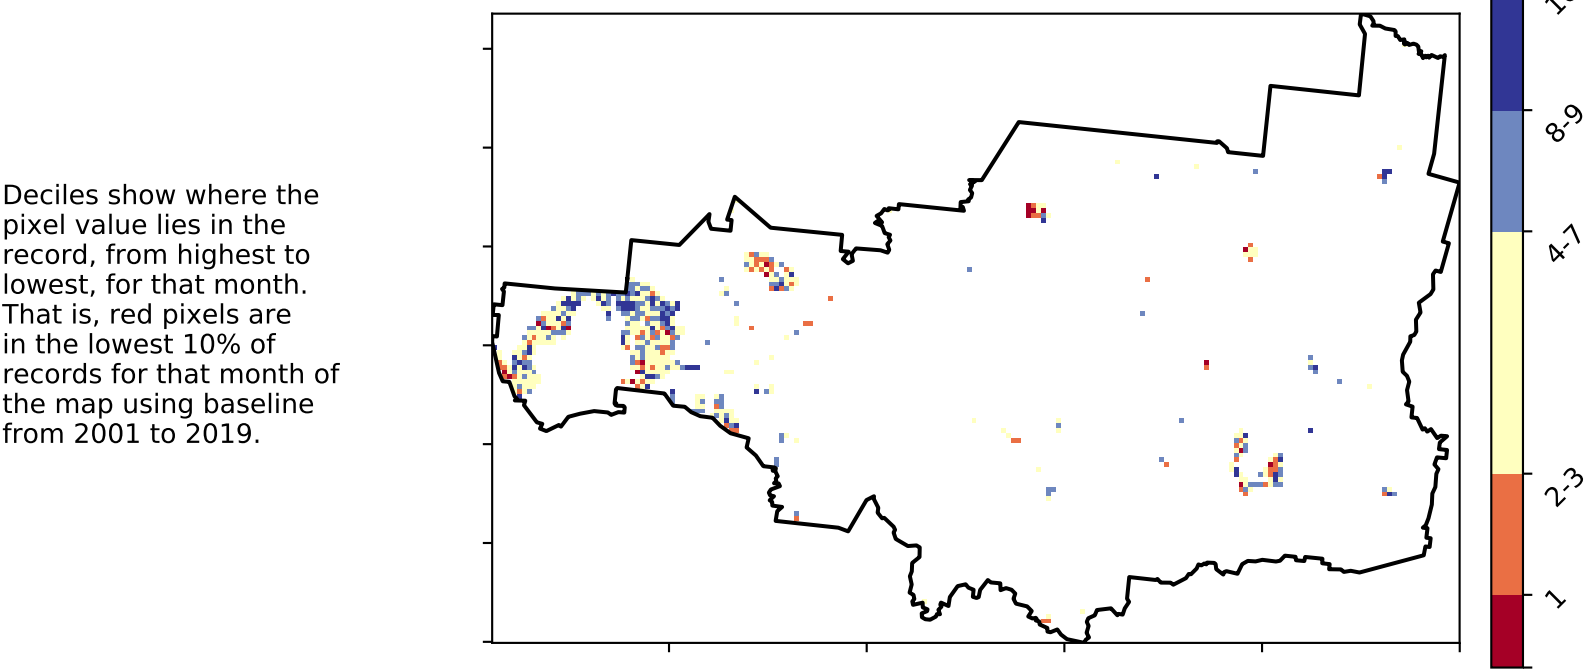 Deciles show where the
pixel value lies in the
record, from highest to
lowest, for that month.
That is, red pixels are
in the lowest 10% of
records for that month of
the map using baseline
from 2001 to 2019.
8-9
4-7
2-3
1